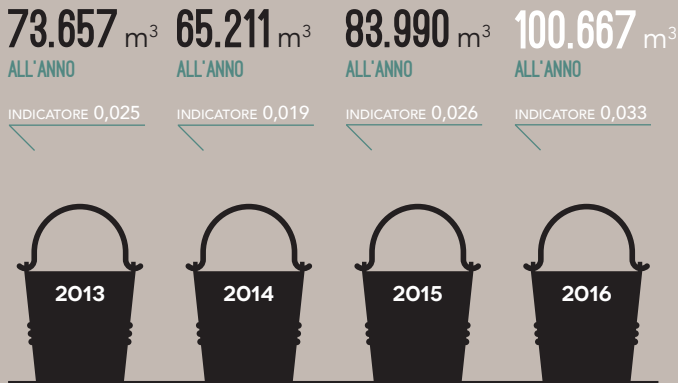 73.657 m³ 65.211 m³ 83.990 m³ 100.667 m³
ALL'ANNO ALL'ANNO ALL'ANNO ALL'ANNO
INDICATORE 0,025 INDICATORE 0,019 INDICATORE 0,026 INDICATORE 0,033
2013 2014 2015 2016